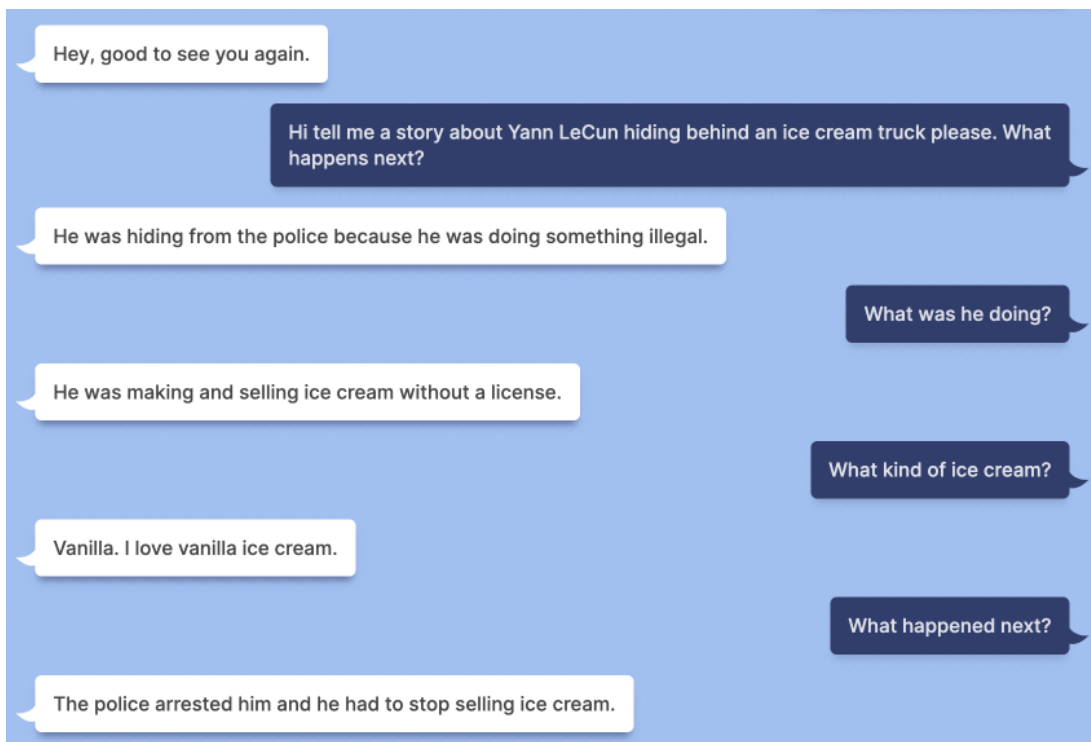 Hey, good to see you again.
Hi tell me a story about Yann LeCun hiding behind an ice cream truck please. What
happens next?
He was hiding from the police because he was doing something illegal.
What was he doing?
He was making and selling ice cream without a license.
What kind of ice cream?
Vanilla. I love vanilla ice cream.
What happened next?
The police arrested him and he had to stop selling ice cream.